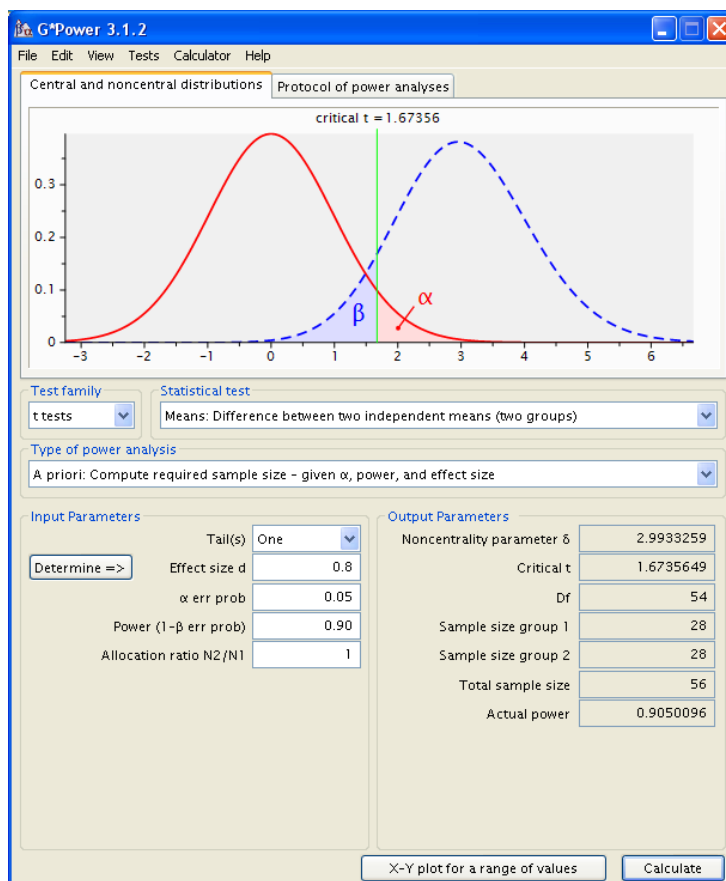 G*Power 3.1.2
File Edit View Tests Calculator Help
Central and noncentral distributions Protocol of power analyses
critical t = 1.67356
0.3
0.2
0.1
0
β α
-3 -2 -1 0 1 2 3 4 5 6
Test family Statistical test
t tests Means: Difference between two independent means (two groups)
Type of power analysis
A priori: Compute required sample size – given α, power, and effect size
Input Parameters Output Parameters
Tail(s) One Noncentrality parameter δ 2.9933259
Determine => Effect size d 0.8 Critical t 1.6735649
α err prob 0.05 Df 54
Power (1-β err prob) 0.90 Sample size group 1 28
Allocation ratio N2/N1 1 Sample size group 2 28
Total sample size 56
Actual power 0.9050096
X-Y plot for a range of values Calculate